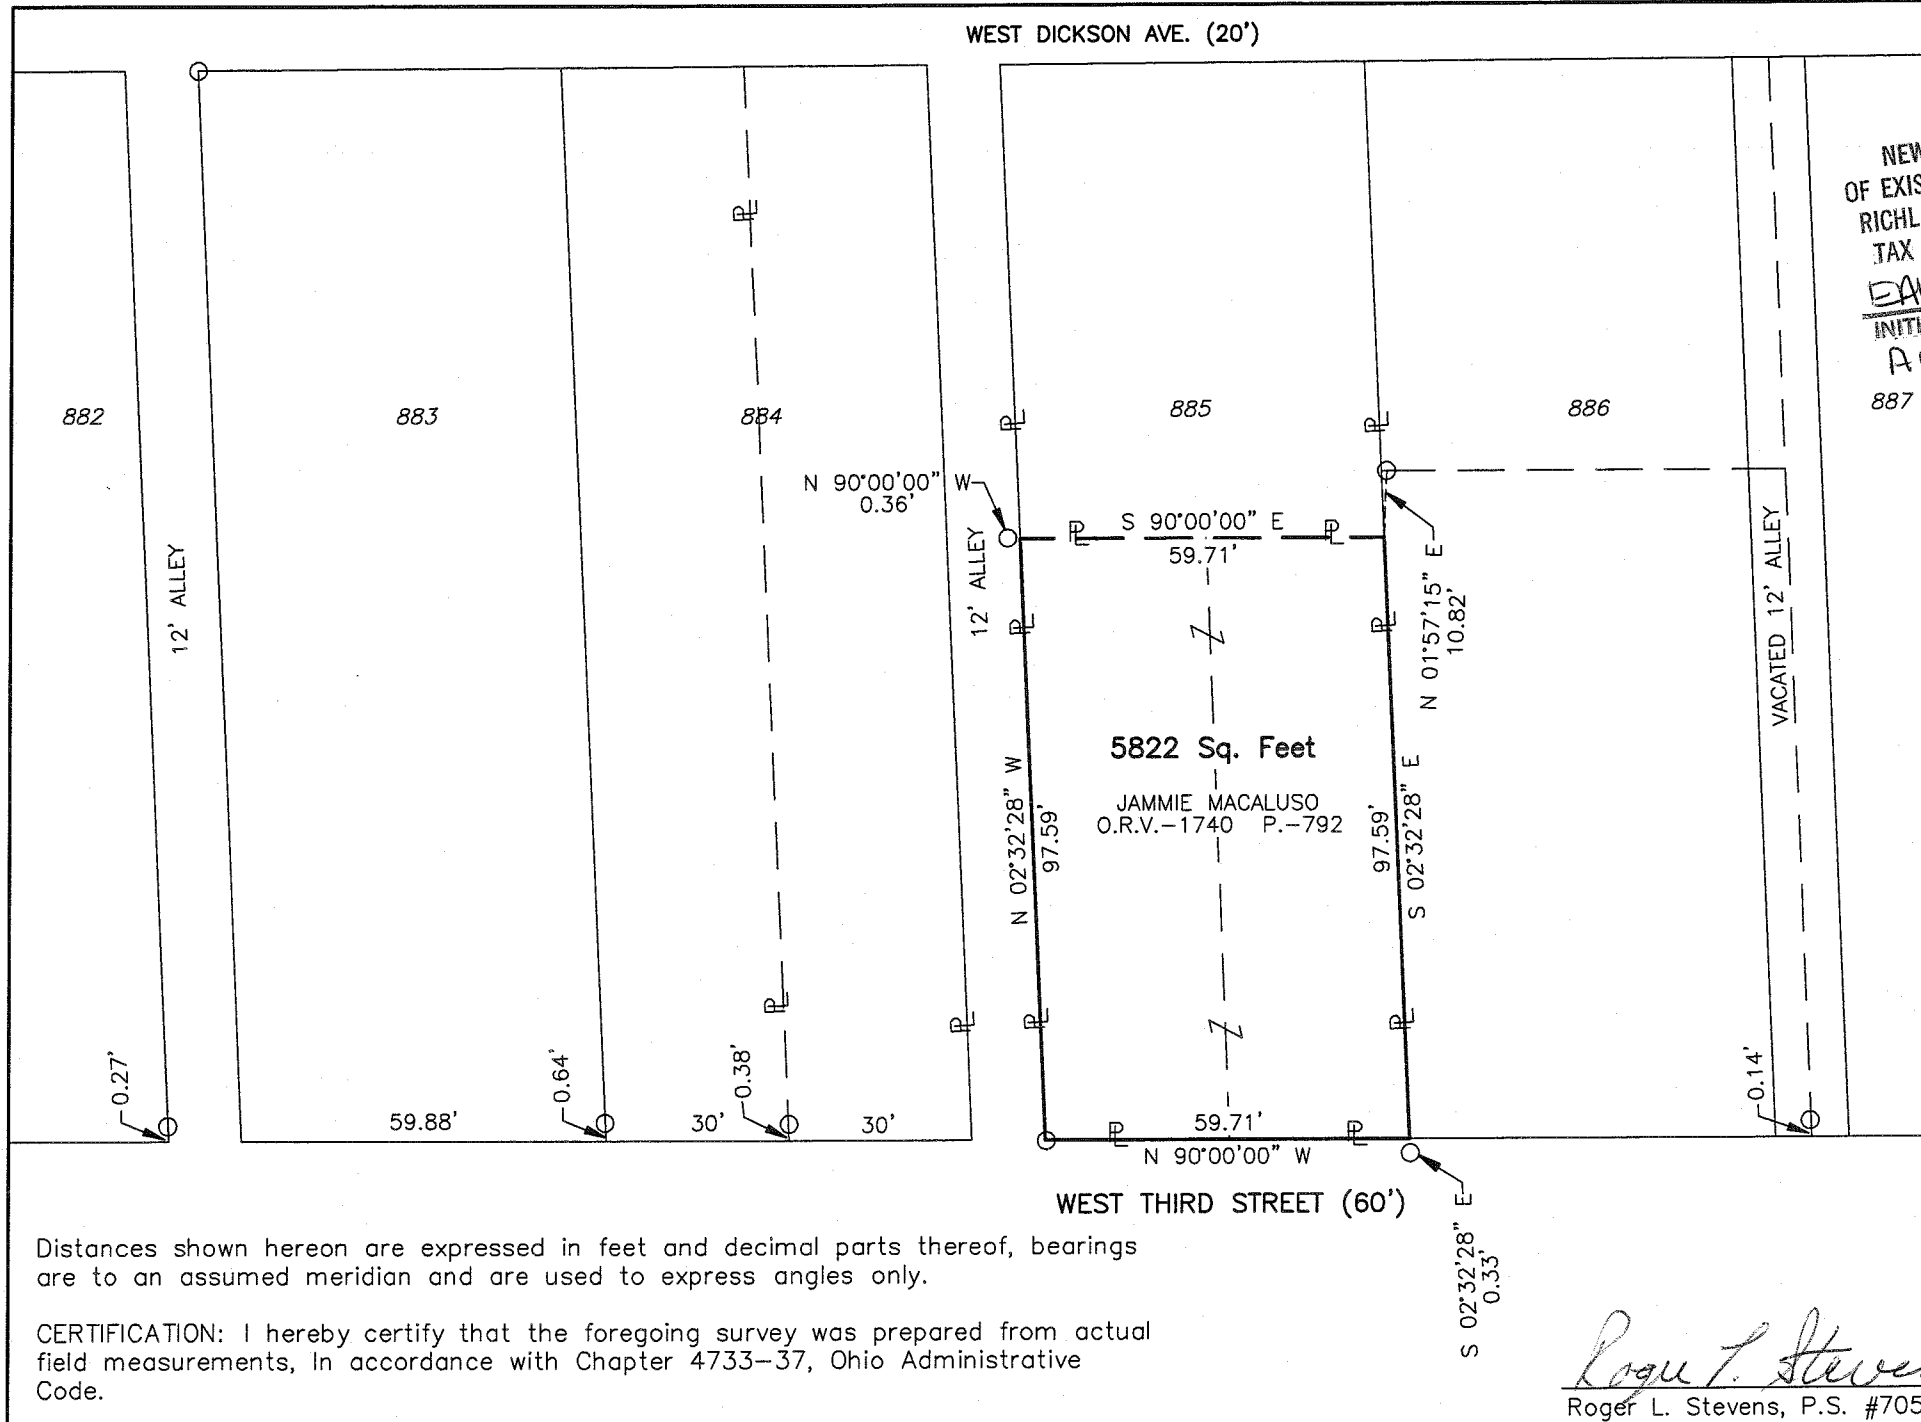 WEST DICKSON AVE. (20')
NEW
OF EXIS
RICHL
TAX
INITI
882
883
884
885
886
887
N 90°00'00" W
0.36'
S 90°00'00" E
59.71'
12' ALLEY
12' ALLEY
N 01°57'15" E
10.82'
VACATED 12' ALLEY
5822 Sq. Feet
JAMMIE MACALUSO
O.R.V.-1740 P.-792
N 02°32'28" W
97.59'
97.59'
S 02°32'28" E
0.27'
59.88'
0.64'
30'
0.38'
30'
59.71'
N 90°00'00" W
0.14'
WEST THIRD STREET (60')
S 02°32'28" E
0.33'
Distances shown hereon are expressed in feet and decimal parts thereof, bearings
are to an assumed meridian and are used to express angles only.
CERTIFICATION: I hereby certify that the foregoing survey was prepared from actual
field measurements, In accordance with Chapter 4733-37, Ohio Administrative
Code.
Roger L. Steven
Roger L. Stevens, P.S. #705